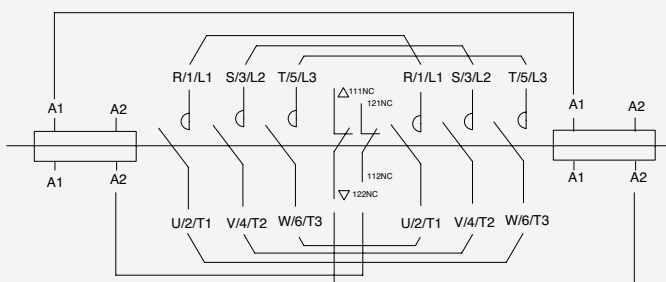 R/1/L1 S/3/L2 T/5/L3 R/1/L1 S/3/L2 T/5/L3
111NC
121NC
A1 A2 A1 A2
A1 A2 A1 A2
112NC
122NC
U/2/T1 V/4/T2 W/6/T3 U/2/T1 V/4/T2 W/6/T3